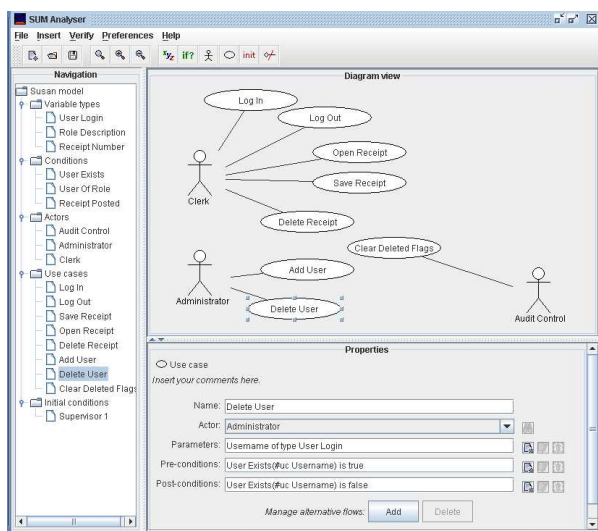 SUM Analyser
File Insert Verify Preferences Help
xyz if? init
Navigation
Susan model
Variable types
User Login
Role Description
Receipt Number
Conditions
User Exists
User Of Role
Receipt Posted
Actors
Audit Control
Administrator
Clerk
Use cases
Log In
Log Out
Save Receipt
Open Receipt
Delete Receipt
Add User
Delete User
Clear Deleted Flags
Initial conditions
Supervisor 1
Diagram view
Log In
Log Out
Open Receipt
Save Receipt
Clerk
Delete Receipt
Clear Deleted Flags
Add User
Administrator
Delete User
Audit Control
Properties
Use case
Insert your comments here.
Name: Delete User
Actor: Administrator
Parameters: Username of type User Login
Pre-conditions: User Exists(#uc Username) is true
Post-conditions: User Exists(#uc Username) is false
Manage alternative flows: Add Delete